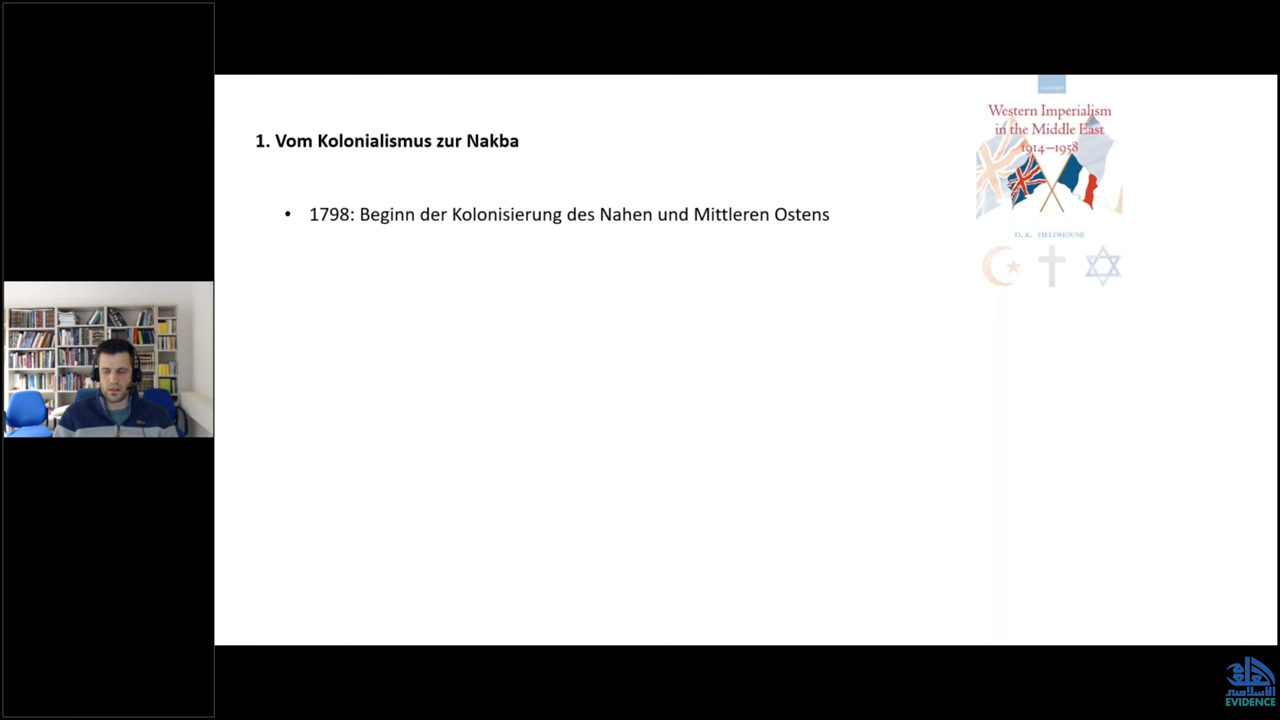 1. Vom Kolonialismus zur Nakba
• 1798: Beginn der Kolonisierung des Nahen und Mittleren Ostens
Western Imperialism
in the Middle East
1914–1958
D. K. FIELDHOUSE
EVIDENCE